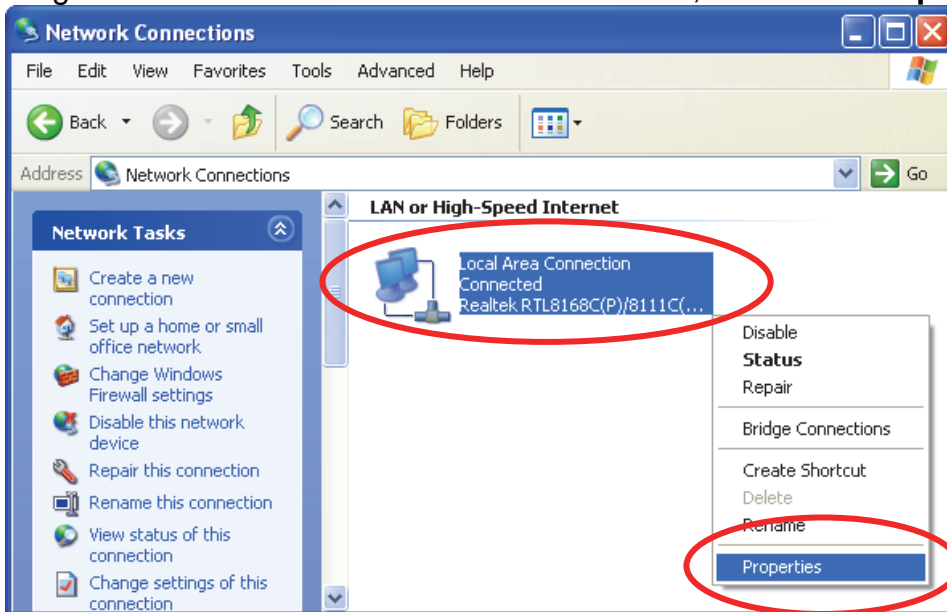 Network Connections
File Edit View Favorites Tools Advanced Help
Back Search Folders
Address Network Connections Go
Network Tasks
Create a new
connection
Set up a home or small
office network
Change Windows
Firewall settings
Disable this network
device
Repair this connection
Rename this connection
View status of this
connection
Change settings of this
connection
LAN or High-Speed Internet
Local Area Connection
Connected
Realtek RTL8168C(P)/8111C(...
Disable
Status
Repair
Bridge Connections
Create Shortcut
Delete
Rename
Properties